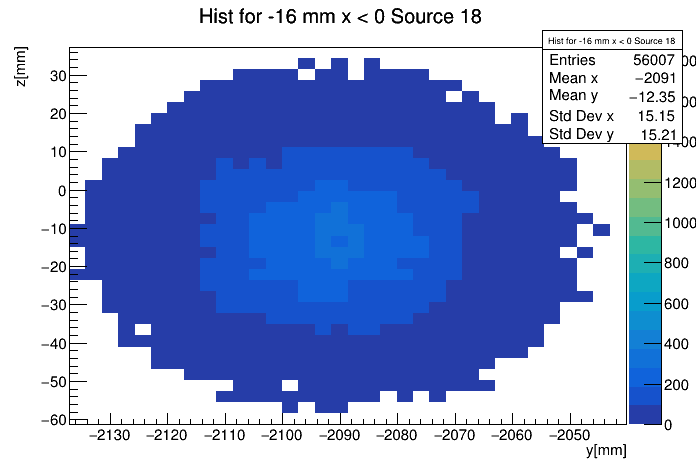 Hist for -16 mm x < 0 Source 18
Hist for -16 mm x < 0 Source 18
Entries 56007
Mean x −2091
Mean y −12.35
Std Dev x 15.15
Std Dev y 15.21
z[mm]
30
20
10
0
−10
−20
−30
−40
−50
−60
1200
1000
800
600
400
200
0
−2130 −2120 −2110 −2100 −2090 −2080 −2070 −2060 −2050
y[mm]